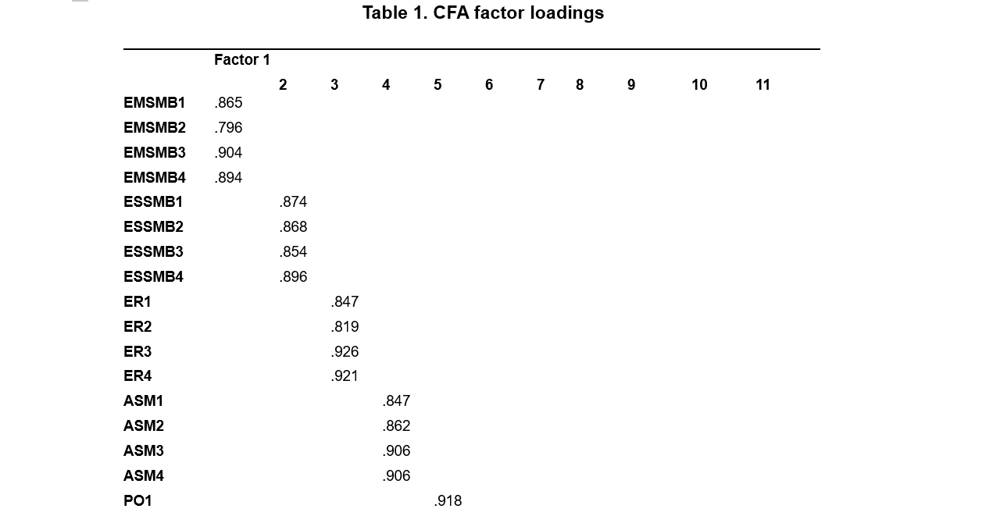 Table 1. CFA factor loadings
Factor 1
2 3 4 5 6 7 8 9 10 11
EMSMB1 .865
EMSMB2 .796
EMSMB3 .904
EMSMB4 .894
ESSMB1 .874
ESSMB2 .868
ESSMB3 .854
ESSMB4 .896
ER1 .847
ER2 .819
ER3 .926
ER4 .921
ASM1 .847
ASM2 .862
ASM3 .906
ASM4 .906
PO1 .918